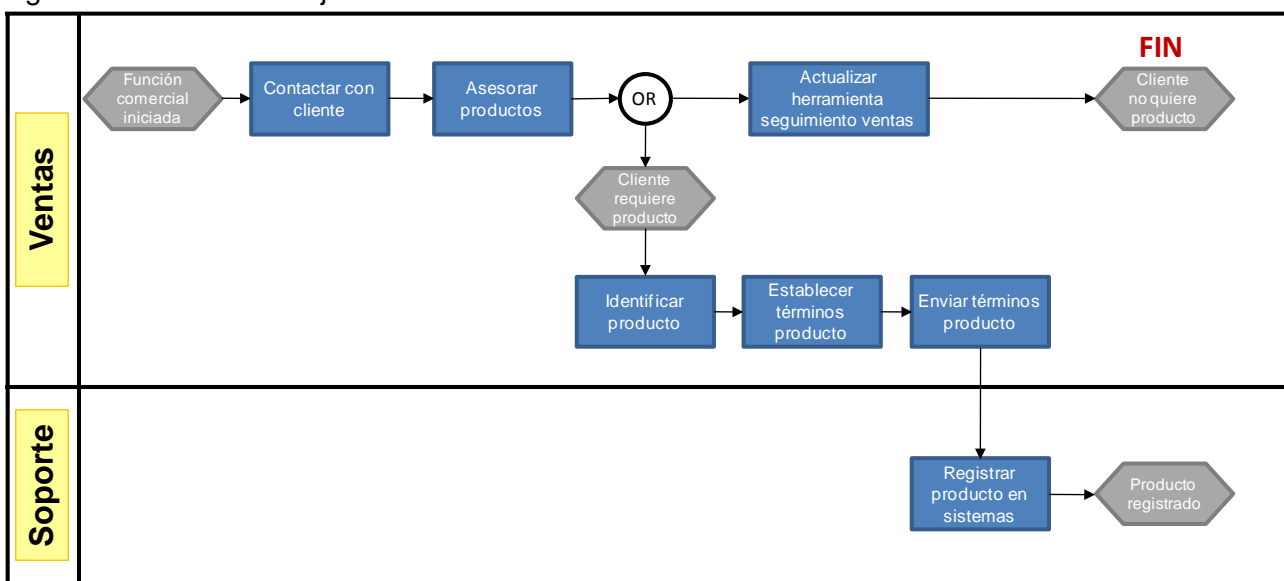 FIN
Función
comercial
iniciada
Contactar con
cliente
Asesorar
productos
OR
Actualizar
herramienta
seguimiento ventas
Cliente
no quiere
producto
Ventas
Cliente
requiere
producto
Identificar
producto
Establecer
términos
producto
Enviar términos
producto
Soporte
Registrar
producto en
sistemas
Producto
registrado